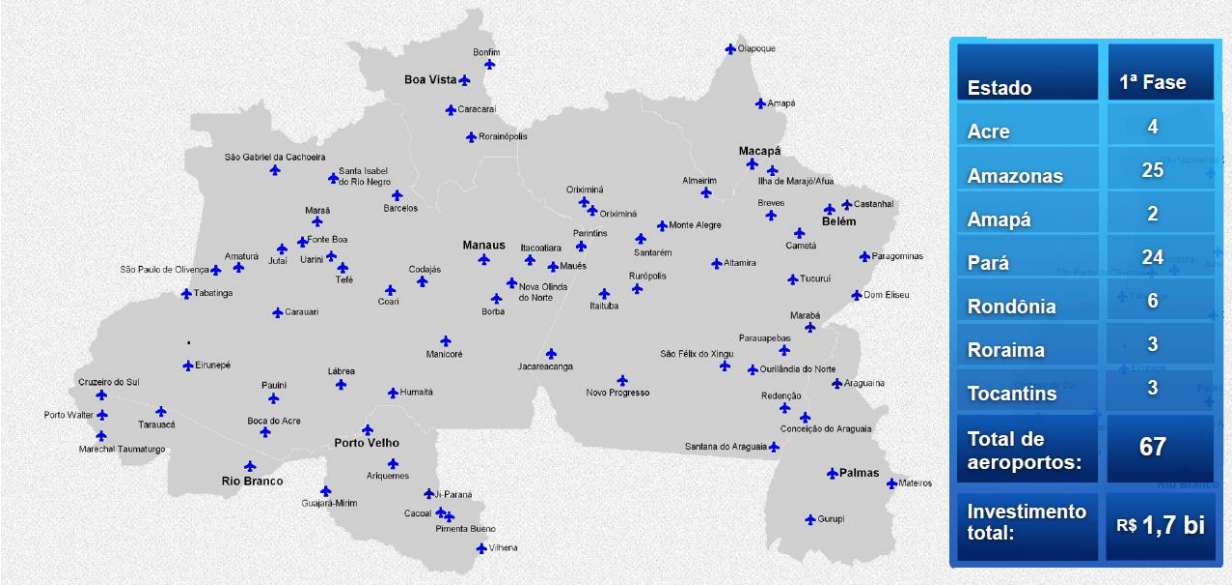 Oiapoque
Bonfim
Boa Vista
Amapá
Caracaraí
Rorainópolis
Macapá
São Gabriel da Cachoeira
Santa Isabel
do Rio Negro
Ilha de Marajó/Afua
Almeirim
Oriximiná
Barcelos
Castanhal
Breves
Oriximiná
Maraã
Belém
Monte Alegre
Parintins
Fonte Boa
Manaus
Itacoatiara
Cametá
Santarém
Amaturá
Jutaí
Uarini
Paragominas
Altamira
Maués
São Paulo de Olivença
Codajás
Rurópolis
Tefé
Tucuruí
Nova Olinda
do Norte
Tabatinga
Dom Eliseu
Coari
Itaituba
Borba
Carauari
Marabá
Parauapebas
Manicoré
São Félix do Xingu
Eirunepé
Jacareacanga
Lábrea
Ourilândia do Norte
Cruzeiro do Sul
Pauini
Araguaina
Humaitá
Novo Progresso
Redenção
Porto Walter
Tarauacá
Boca do Acre
Conceição do Araguaia
Porto Velho
Marechal Taumaturgo
Santana do Araguaia
Palmas
Ariquemes
Rio Branco
Mateiros
Ji-Paraná
Guajará-Mirim
Cacoal
Gurupi
Pimenta Bueno
Vilhena
Estado 1ª Fase
Acre 4
Amazonas 25
Amapá 2
Pará 24
Rondônia 6
Roraima 3
Tocantins 3
Total de
aeroportos: 67
Investimento
total: R$ 1,7 bi